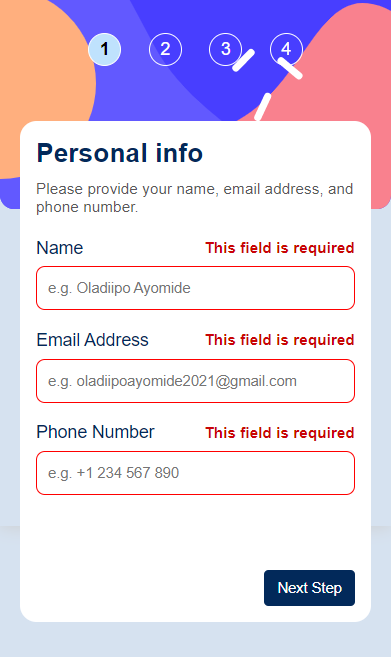 1 2 3 4
Personal info
Please provide your name, email address, and
phone number.
Name This field is required
e.g. Oladiipo Ayomide
Email Address This field is required
e.g. oladiipoayomide2021@gmail.com
Phone Number This field is required
e.g. +1 234 567 890
Next Step